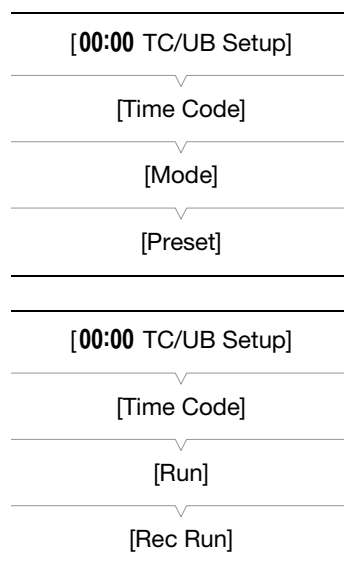 [00:00 TC/UB Setup]
[Time Code]
[Mode]
[Preset]
[00:00 TC/UB Setup]
[Time Code]
[Run]
[Rec Run]